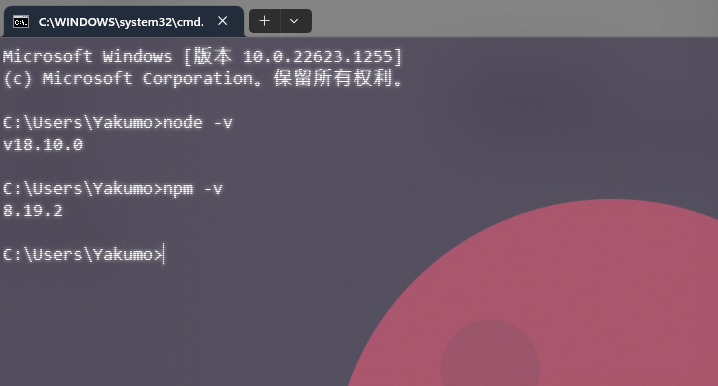 C:\WINDOWS\system32\cmd.
Microsoft Windows [版本 10.0.22623.1255]
(c) Microsoft Corporation。保留所有权利。
C:\Users\Yakumo>node -v
v18.10.0
C:\Users\Yakumo>npm -v
8.19.2
C:\Users\Yakumo>